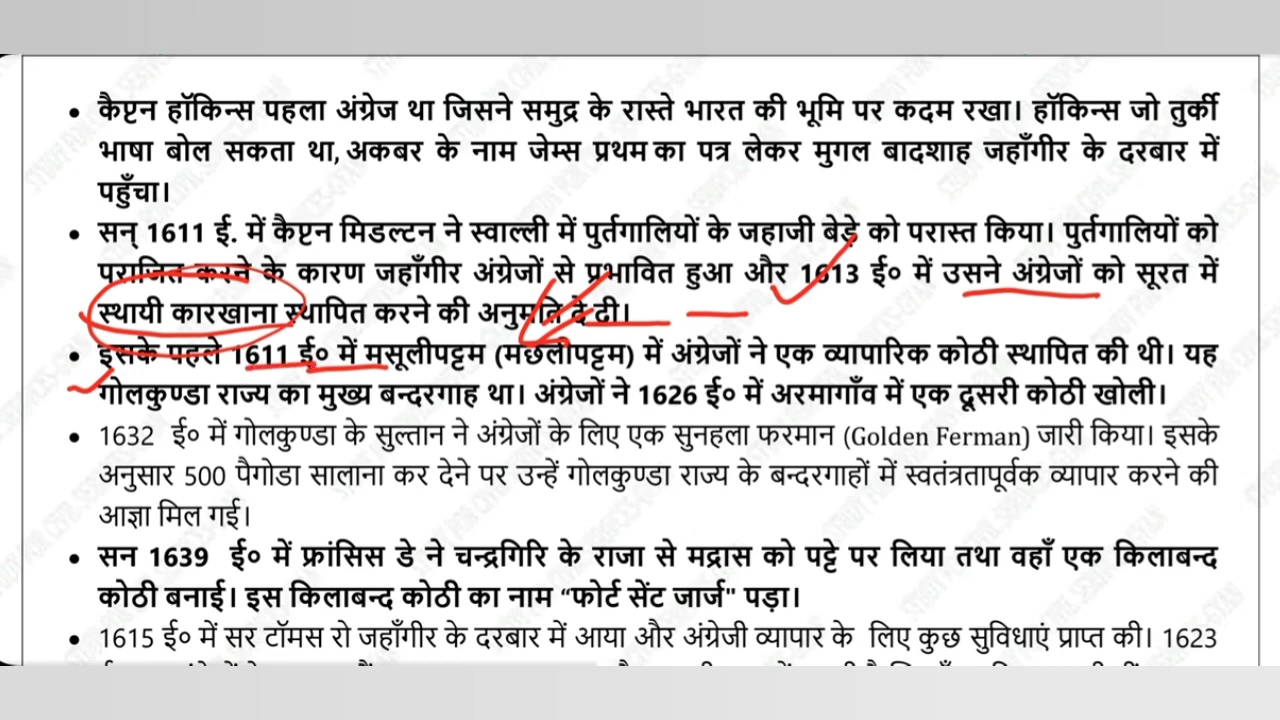 • कैप्टन हॉकिन्स पहला अंग्रेज था जिसने समुद्र के रास्ते भारत की भूमि पर कदम रखा। हॉकिन्स जो तुर्की
भाषा बोल सकता था, अकबर के नाम जेम्स प्रथम का पत्र लेकर मुगल बादशाह जहाँगीर के दरबार में
पहुँचा।
• सन् 1611 ई. में कैप्टन मिडल्टन ने स्वाल्ली में पुर्तगालियों के जहाजी बेड़े को परास्त किया। पुर्तगालियों को
पराजित करने के कारण जहाँगीर अंग्रेजों से प्रभावित हुआ और 1613 ई० में उसने अंग्रेजों को सूरत में
स्थायी कारखाना स्थापित करने की अनुमति दे दी।
• इसके पहले 1611 ई० में मसूलीपट्टम (मछलीपट्टम) में अंग्रेजों ने एक व्यापारिक कोठी स्थापित की थी। यह
गोलकुण्डा राज्य का मुख्य बन्दरगाह था। अंग्रेजों ने 1626 ई० में अरमागाँव में एक दूसरी कोठी खोली।
• 1632 ई० में गोलकुण्डा के सुल्तान ने अंग्रेजों के लिए एक सुनहला फरमान (Golden Ferman) जारी किया। इसके
अनुसार 500 पैगोडा सालाना कर देने पर उन्हें गोलकुण्डा राज्य के बन्दरगाहों में स्वतंत्रतापूर्वक व्यापार करने की
आज्ञा मिल गई।
• सन 1639 ई० में फ्रांसिस डे ने चन्द्रगिरि के राजा से मद्रास को पट्टे पर लिया तथा वहाँ एक किलाबन्द
कोठी बनाई। इस किलाबन्द कोठी का नाम “फोर्ट सेंट जार्ज" पड़ा।
• 1615 ई० में सर टॉमस रो जहाँगीर के दरबार में आया और अंग्रेजी व्यापार के लिए कुछ सुविधाएं प्राप्त की। 1623